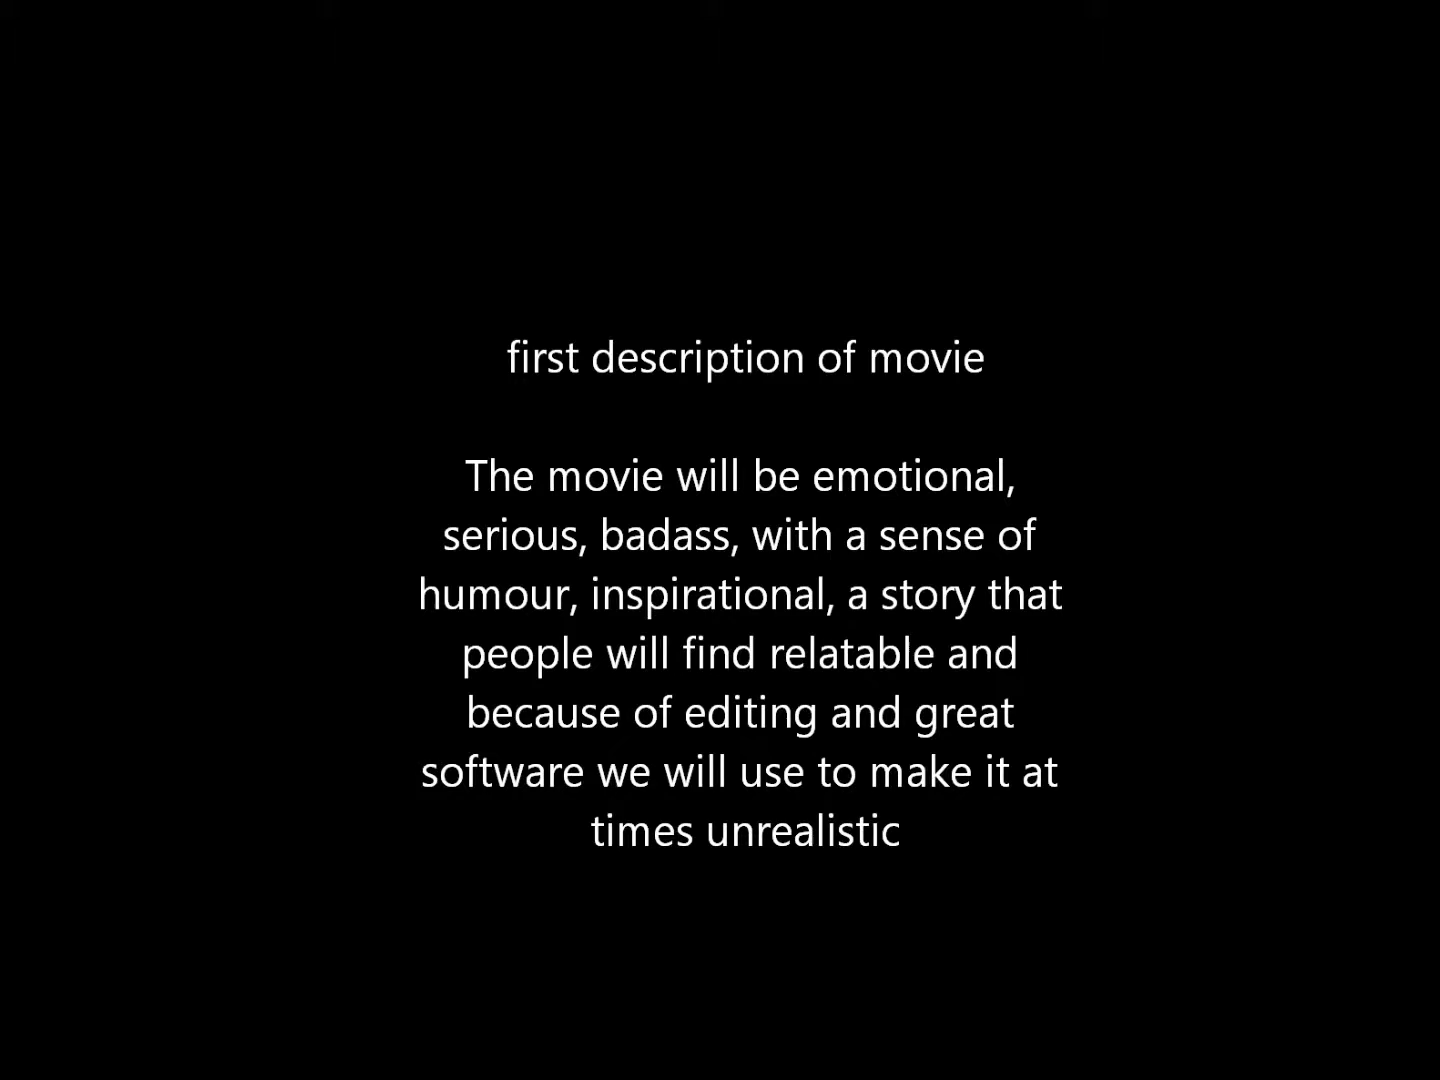 first description of movie
The movie will be emotional,
serious, badass, with a sense of
humour, inspirational, a story that
people will find relatable and
because of editing and great
software we will use to make it at
times unrealistic